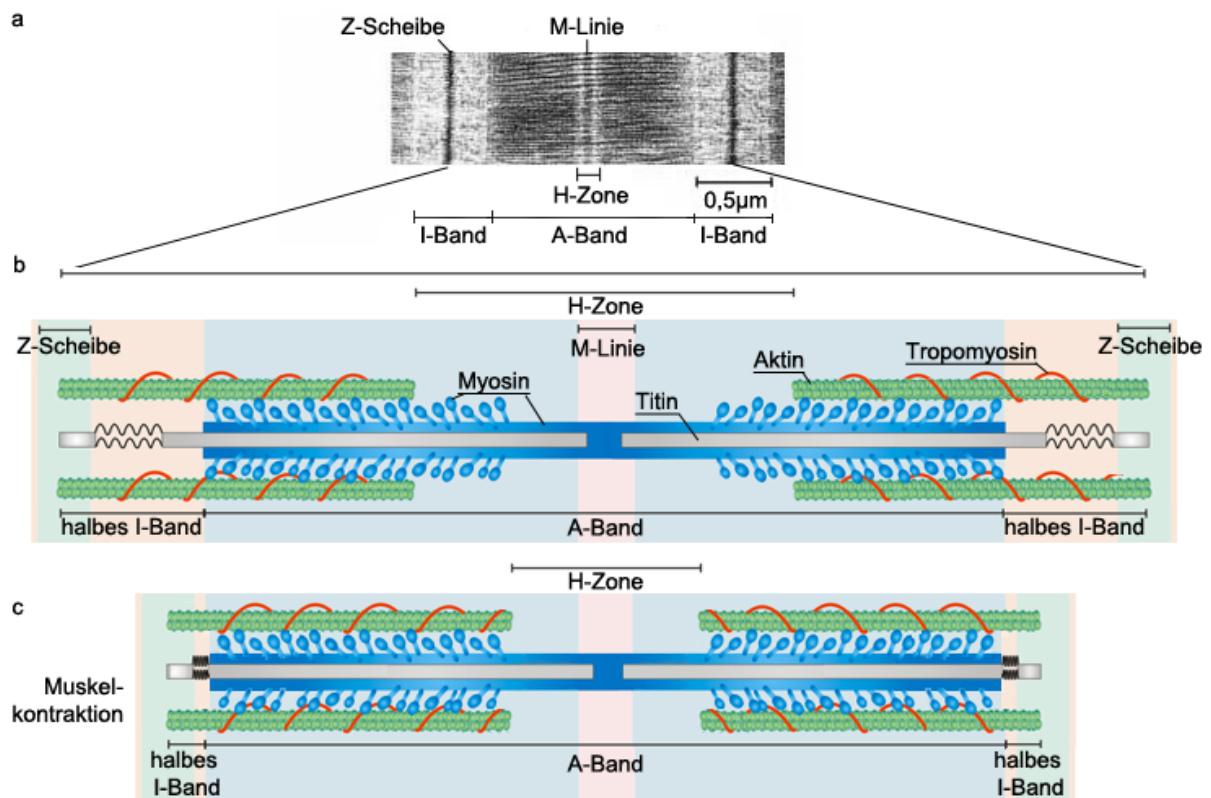 a
Z-Scheibe
M-Linie
H-Zone
0,5µm
I-Band
A-Band
I-Band
b
H-Zone
Z-Scheibe
M-Linie
Z-Scheibe
Aktin
Tropomyosin
Myosin
Titin
halbes I-Band
A-Band
halbes I-Band
H-Zone
c
Muskel-
kontraktion
halbes
I-Band
A-Band
halbes
I-Band